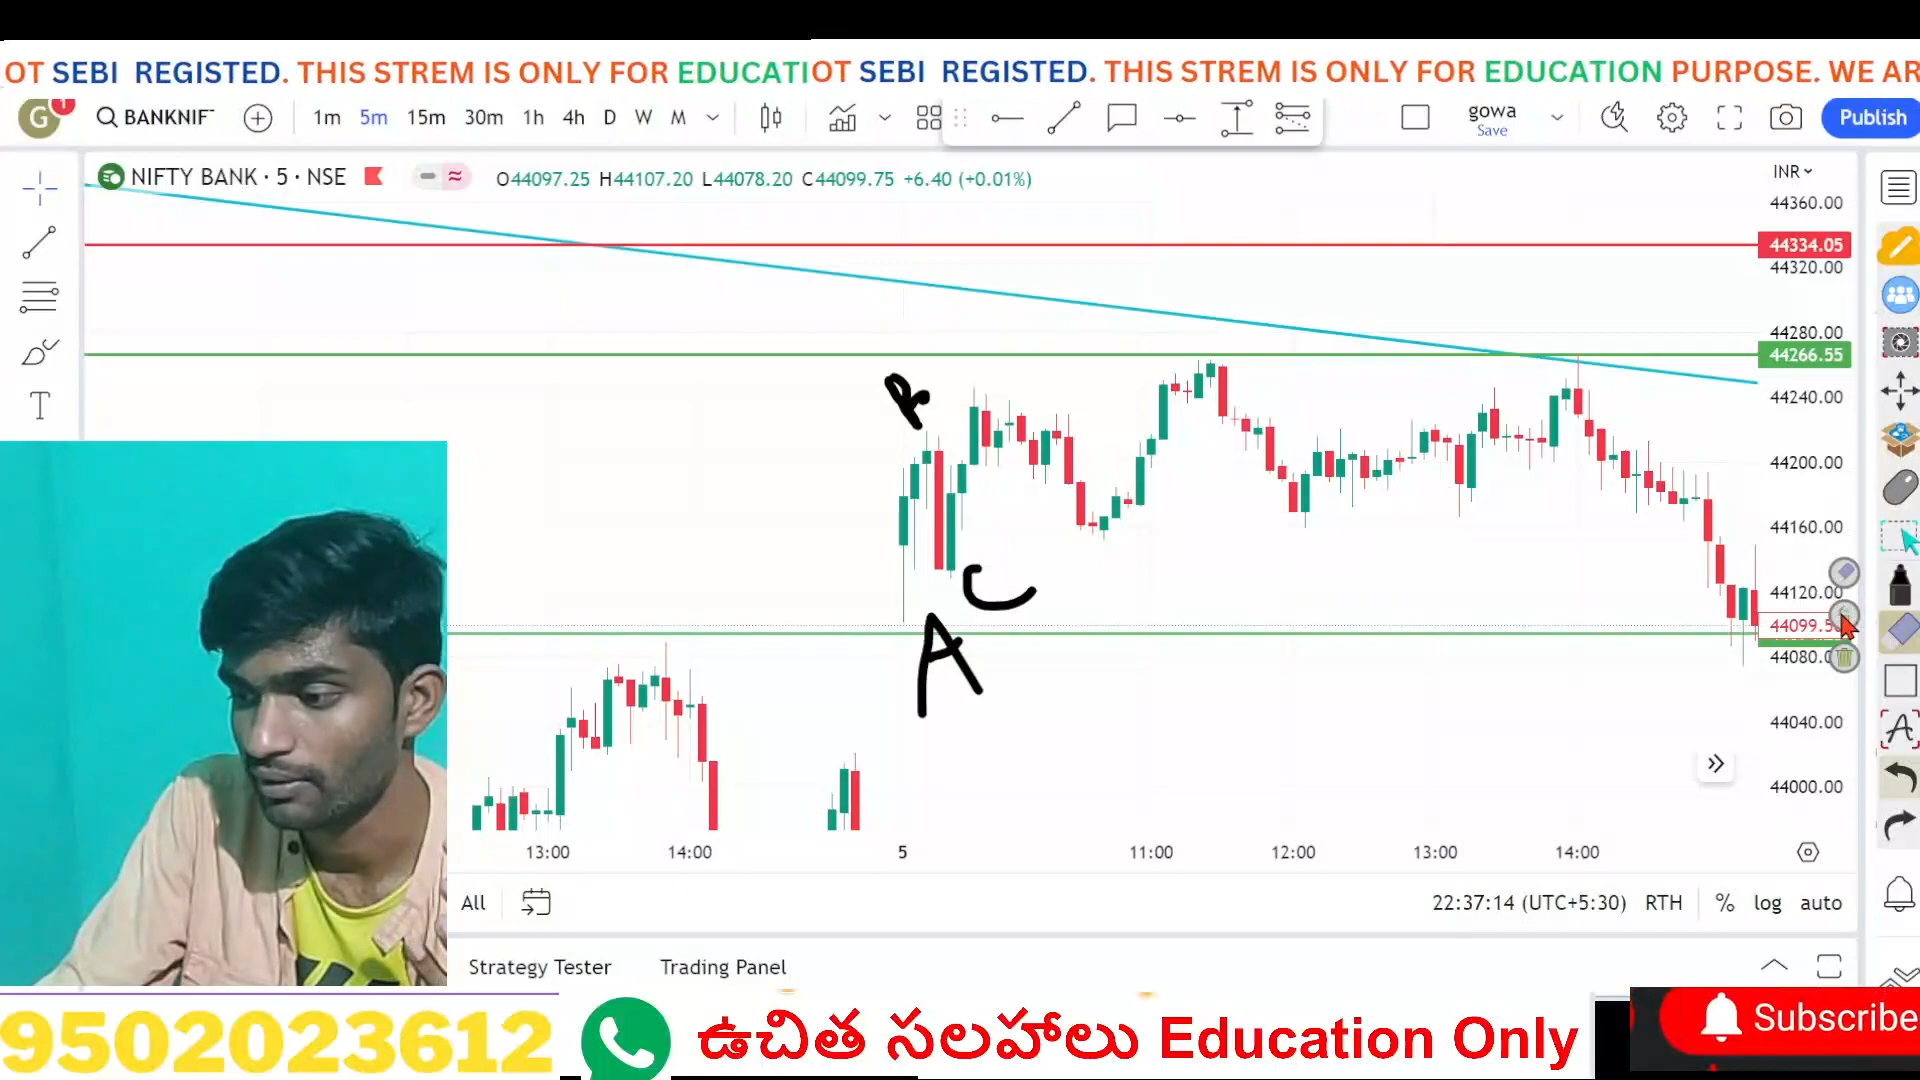 OT SEBI REGISTED. THIS STREM IS ONLY FOR EDUCATIOT SEBI REGISTED. THIS STREM IS ONLY FOR EDUCATION PURPOSE. WE AR
G 1 BANKNIF 1m 5m 15m 30m 1h 4h D W M gowa Save Publish
NIFTY BANK · 5 · NSE O44097.25 H44107.20 L44078.20 C44099.75 +6.40 (+0.01%) INR
44360.00
44334.05
44320.00
44280.00
44266.55
44240.00
44200.00
44160.00
44120.00
44099.5
44080.0
44040.00
44000.00
T
C
A
13:00 14:00 5 11:00 12:00 13:00 14:00
All 22:37:14 (UTC+5:30) RTH % log auto
Strategy Tester Trading Panel
9502023612 ఉచిత సలహాలు Education Only Subscribe